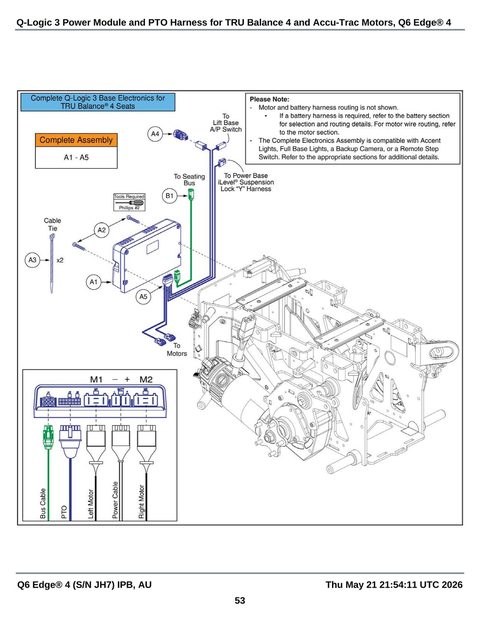 Q-Logic 3 Power Module and PTO Harness for TRU Balance 4 and Accu-Trac Motors, Q6 Edge® 4
Complete Q-Logic 3 Base Electronics for
TRU Balance® 4 Seats
Complete Assembly
A1 - A5
Please Note:
- Motor and battery harness routing is not shown.
• If a battery harness is required, refer to the battery section
for selection and routing details. For motor wire routing, refer
to the motor section.
- The Complete Electronics Assembly is compatible with Accent
Lights, Full Base Lights, a Backup Camera, or a Remote Stop
Switch. Refer to the appropriate sections for additional details.
To
Lift Base
A/P Switch
A4
To Seating
Bus
To Power Base
iLevel® Suspension
Lock "Y" Harness
B1
Tools Required
Phillips #2
Cable
Tie
A2
A3
x2
A1
A5
To
Motors
M1 − + M2
Bus Cable
PTO
Left Motor
Power Cable
Right Motor
Q6 Edge® 4 (S/N JH7) IPB, AU
Thu May 21 21:54:11 UTC 2026
53